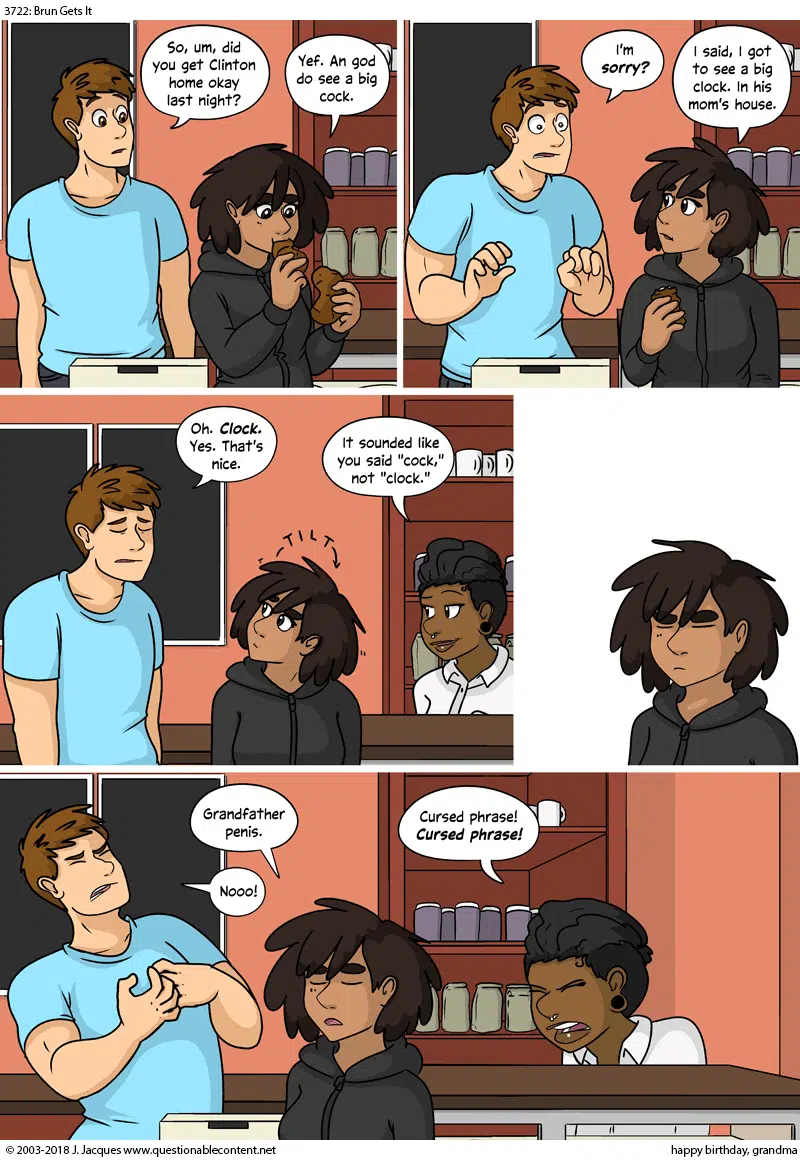 3722: Brun Gets It
So, um, did
you get Clinton
home okay
last night?
Yef. An god
do see a big
cock.
I'm
sorry?
I said, I got
to see a big
clock. In his
mom's house.
Oh. Clock.
Yes. That's
nice.
It sounded like
you said "cock,"
not "clock."
TILT
Grandfather
penis.
Nooo!
Cursed phrase!
Cursed phrase!
© 2003-2018 J. Jacques www.questionablecontent.net
happy birthday, grandma